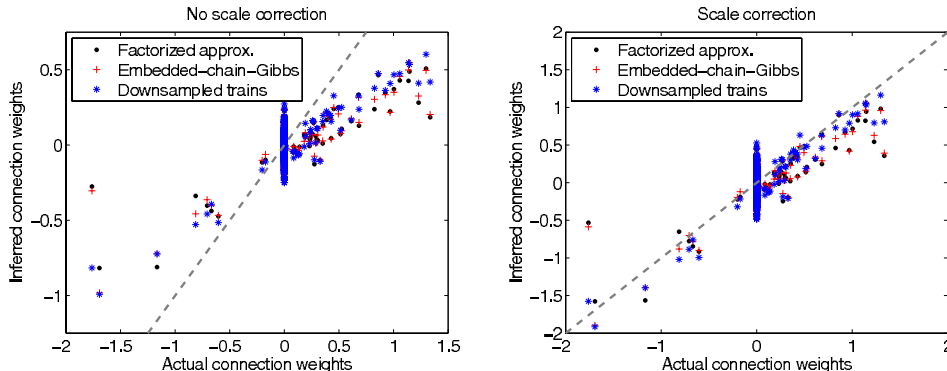 No scale correction
Factorized approx.
Embedded-chain-Gibbs
Downsampled trains
0.5
0
−0.5
−1
Inferred connection weights
−2 −1.5 −1 −0.5 0 0.5 1 1.5
Actual connection weights
Scale correction
Factorized approx.
Embedded-chain-Gibbs
Downsampled trains
2
1.5
1
0.5
0
−0.5
−1
−1.5
−2
Inferred connection weights
−2 −1 0 1 2
Actual connection weights